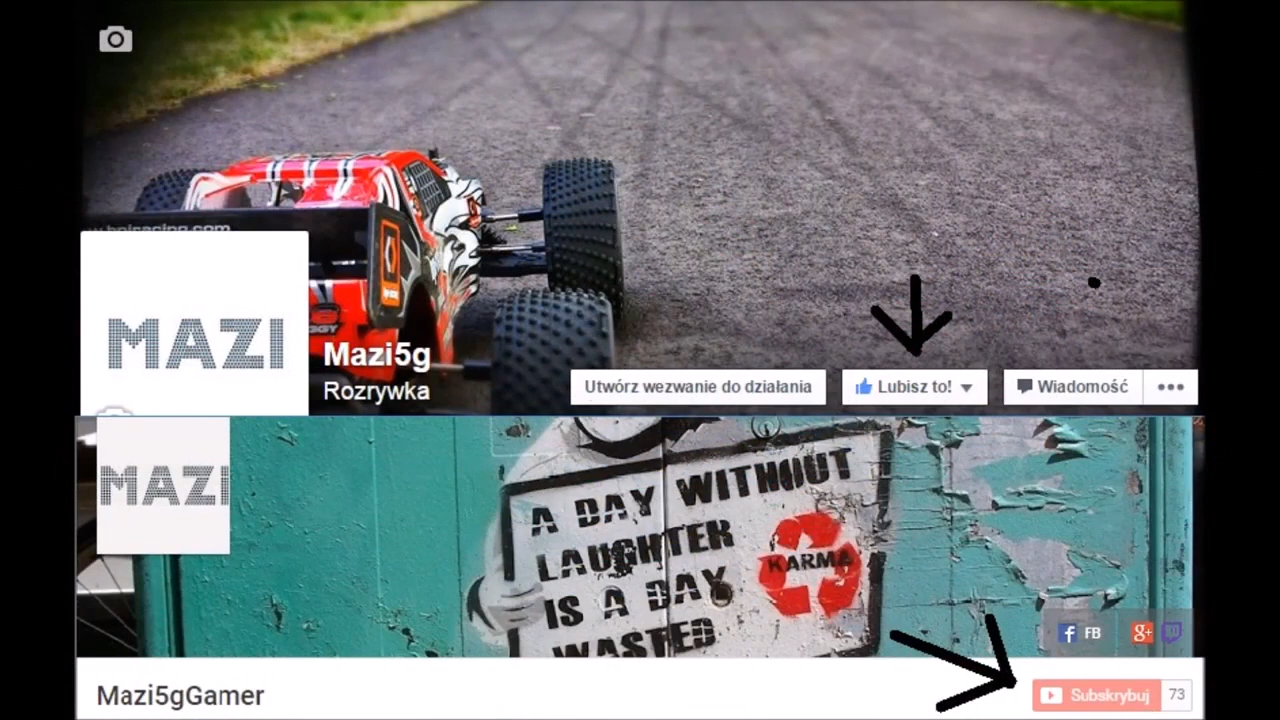 MAZI
Mazi5g
Rozrywka
Utwórz wezwanie do działania
Lubisz to!
Wiadomość
MAZI
A DAY WITHOUT
LAUGHTER
IS A DAY
WASTED
KARMA
FB
g+
Mazi5gGamer
Subskrybuj 73